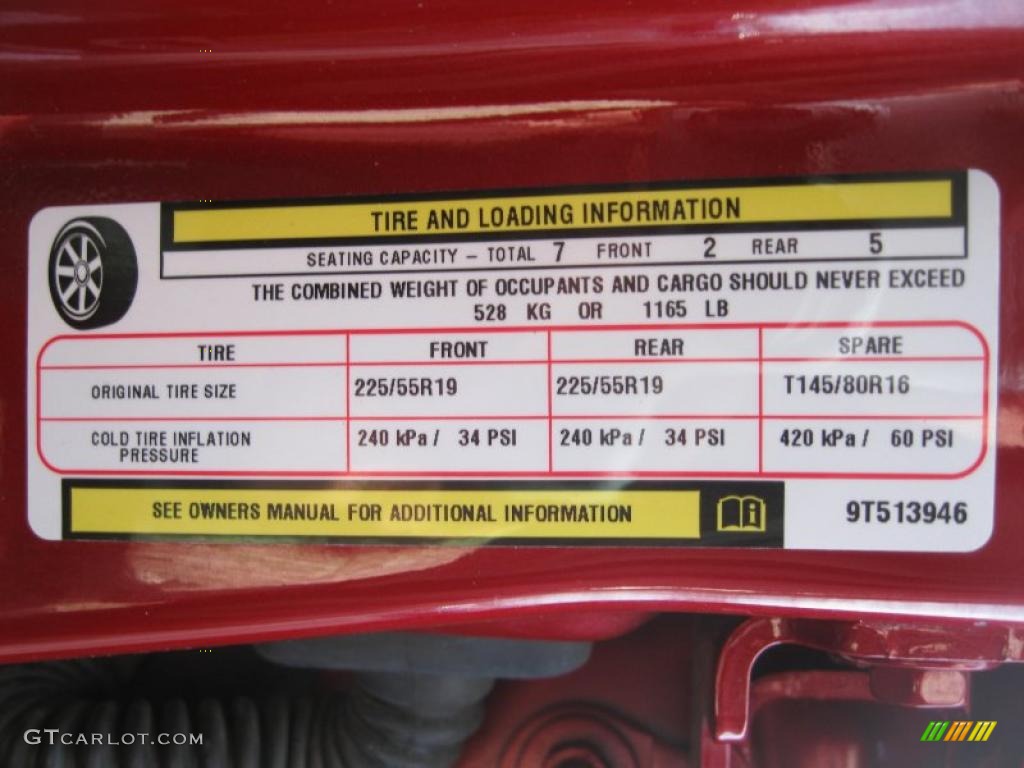 TIRE AND LOADING INFORMATION
SEATING CAPACITY – TOTAL 7 FRONT 2 REAR 5
THE COMBINED WEIGHT OF OCCUPANTS AND CARGO SHOULD NEVER EXCEED
528 KG OR 1165 LB
TIRE FRONT REAR SPARE
ORIGINAL TIRE SIZE 225/55R19 225/55R19 T145/80R16
COLD TIRE INFLATION 240 kPa / 34 PSI 240 kPa / 34 PSI 420 kPa / 60 PSI
PRESSURE
SEE OWNERS MANUAL FOR ADDITIONAL INFORMATION
9T513946
GTCARLOT.COM